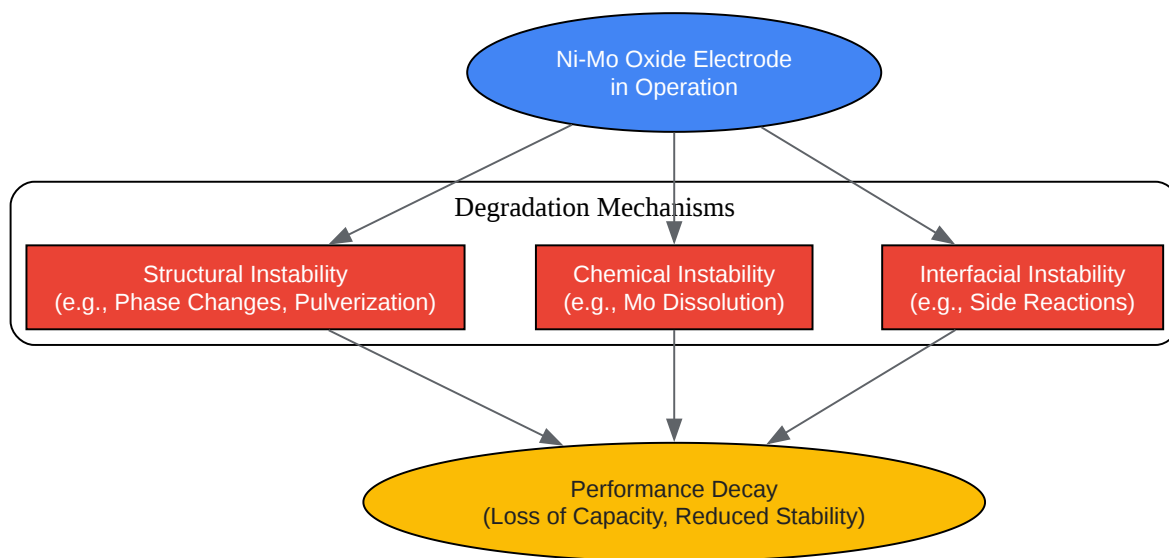 Ni-Mo Oxide Electrode
in Operation
Degradation Mechanisms
Structural Instability
(e.g., Phase Changes, Pulverization)
Chemical Instability
(e.g., Mo Dissolution)
Interfacial Instability
(e.g., Side Reactions)
Performance Decay
(Loss of Capacity, Reduced Stability)